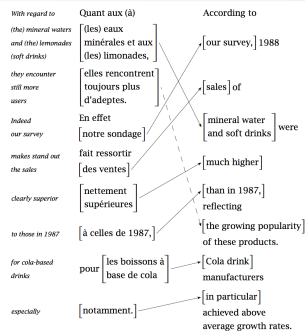 With regard to Quant aux (à) According to
(the) mineral waters [(les) eaux
and (the) lemonades minérales et aux [our survey,] 1988
(soft drinks) (les) limonades,]
they encounter [elles rencontrent
still more toujours plus [sales] of
users d'adeptes.]
Indeed En effet [mineral water
our survey [notre sondage] and soft drinks] were
makes stand out fait ressortir
the sales [des ventes] [much higher]
clearly superior [nettement
supérieures] [than in 1987,]
reflecting
to those in 1987 [à celles de 1987,] [the growing popularity
of these products.
for cola-based pour [les boissons à [Cola drink]
drinks base de cola] manufacturers
[in particular]
especially [notamment.] achieved above
average growth rates.